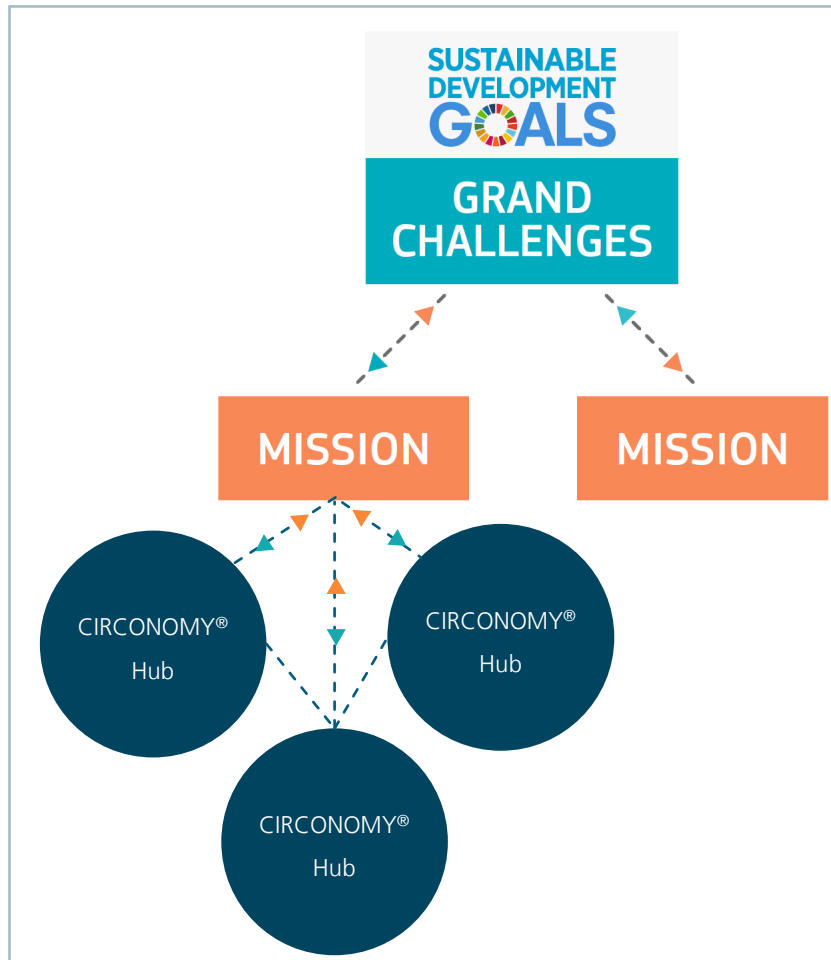 SUSTAINABLE
DEVELOPMENT
GOALS
GRAND
CHALLENGES
MISSION
MISSION
CIRCONOMY®
Hub
CIRCONOMY®
Hub
CIRCONOMY®
Hub